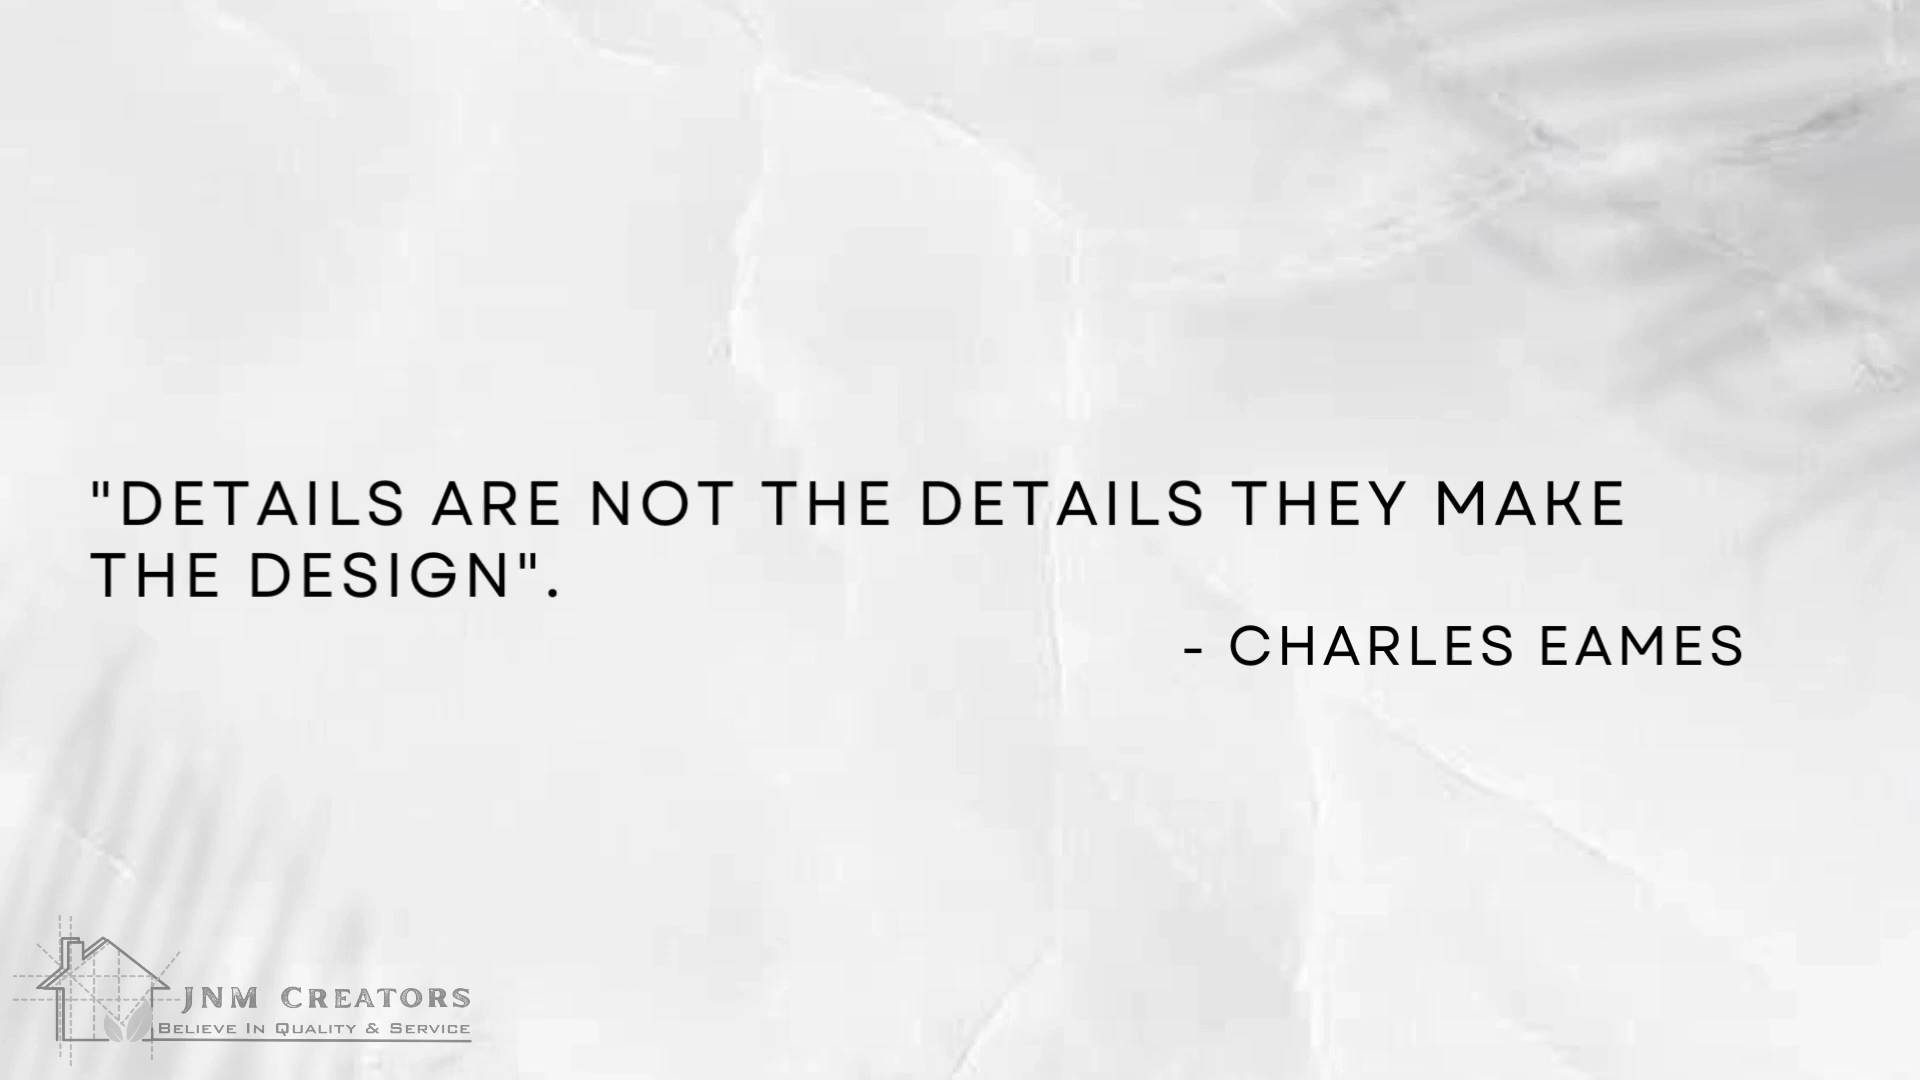 "DETAILS ARE NOT THE DETAILS THEY MAKE
THE DESIGN".
- CHARLES EAMES
JNM CREATORS
BELIEVE IN QUALITY & SERVICE